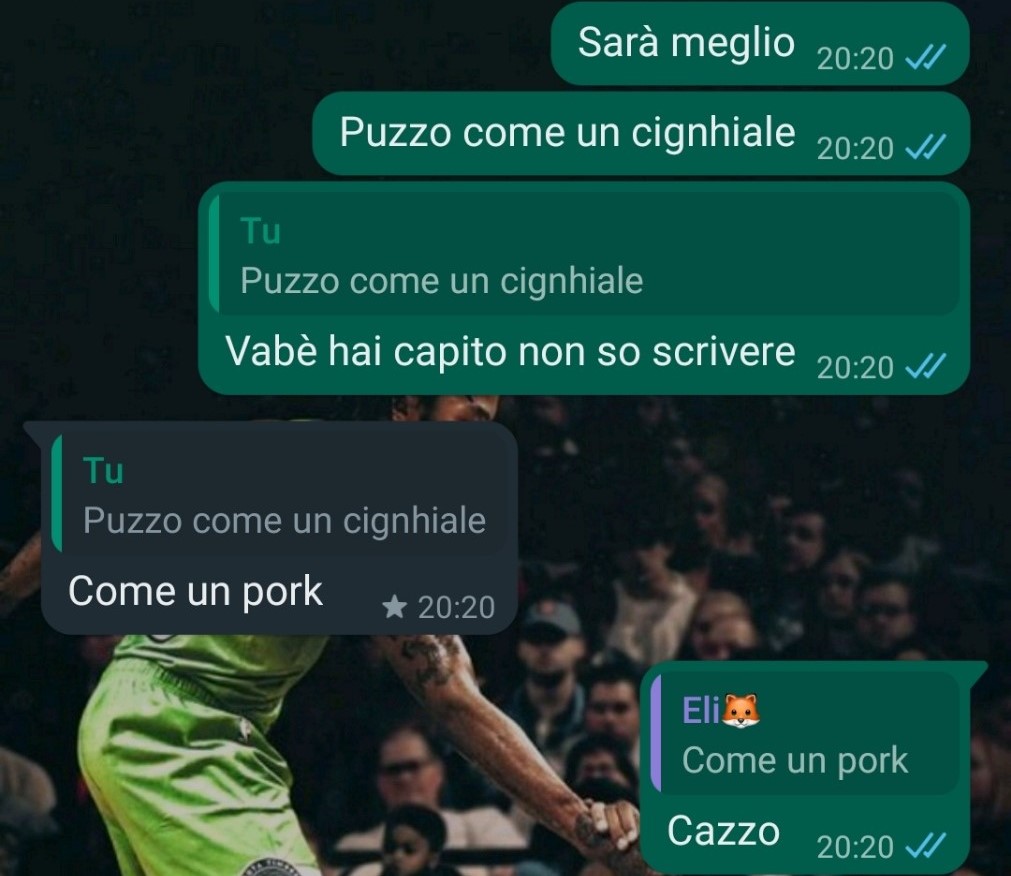 Sarà meglio 20:20
Puzzo come un cignhiale 20:20
Tu
Puzzo come un cignhiale
Vabè hai capito non so scrivere 20:20
Tu
Puzzo come un cignhiale
Come un pork 20:20
Eli🦊
Come un pork
Cazzo 20:20